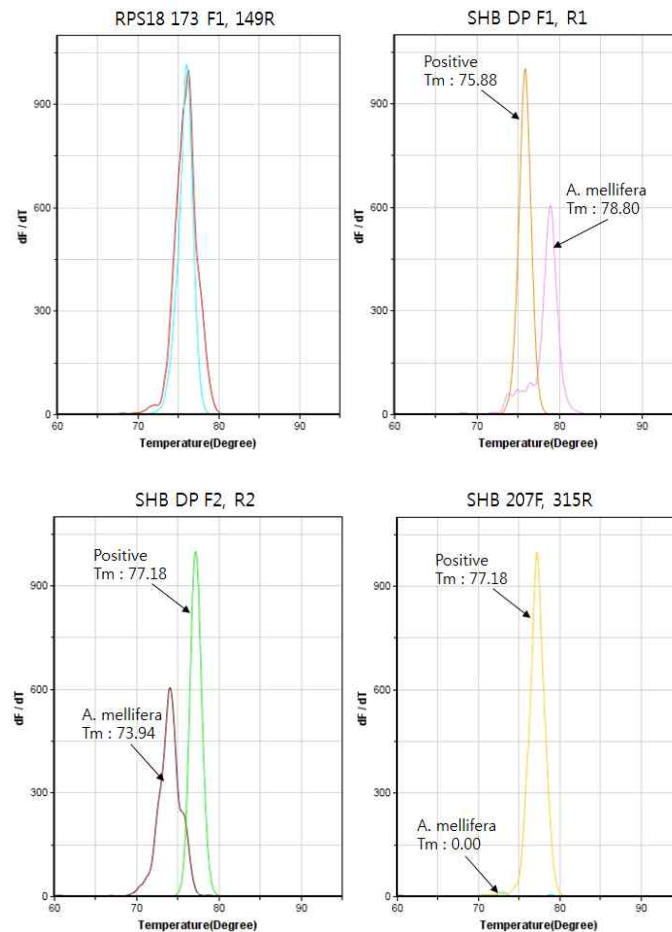 RPS18 173 F1, 149R
900
600
300
0
60
70
80
90
dF / dT
Temperature(Degree)
SHB DP F1, R1
Positive
Tm : 75.88
A. mellifera
Tm : 78.80
900
600
300
0
60
70
80
90
dF / dT
Temperature(Degree)
SHB DP F2, R2
Positive
Tm : 77.18
A. mellifera
Tm : 73.94
900
600
300
0
60
70
80
90
dF / dT
Temperature(Degree)
SHB 207F, 315R
Positive
Tm : 77.18
A. mellifera
Tm : 0.00
900
600
300
0
60
70
80
90
dF / dT
Temperature(Degree)